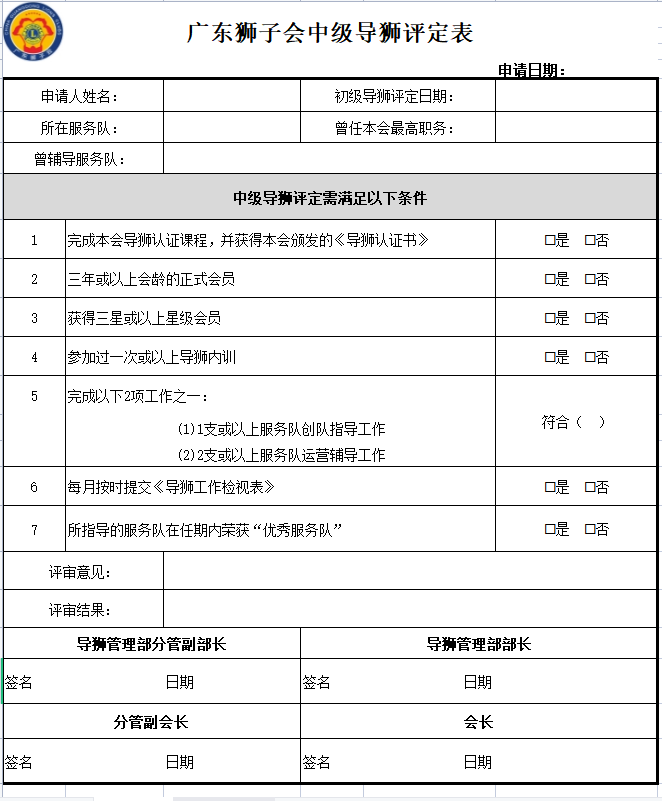 广东狮子会中级导狮评定表
申请日期：
申请人姓名： 初级导狮评定日期：
所在服务队： 曾任本会最高职务：
曾辅导服务队：
中级导狮评定需满足以下条件
1 完成本会导狮认证课程，并获得本会颁发的《导狮认证书》 □是 □否
2 三年或以上会龄的正式会员 □是 □否
3 获得三星或以上星级会员 □是 □否
4 参加过一次或以上导狮内训 □是 □否
5 完成以下2项工作之一：
(1)1支或以上服务队创队指导工作
符合（ ）
(2)2支或以上服务队运营辅导工作
6 每月按时提交《导狮工作检视表》 □是 □否
7 所指导的服务队在任期内荣获“优秀服务队” □是 □否
评审意见：
评审结果：
导狮管理部分管副部长 导狮管理部部长
签名 日期 签名 日期
分管副会长 会长
签名 日期 签名 日期